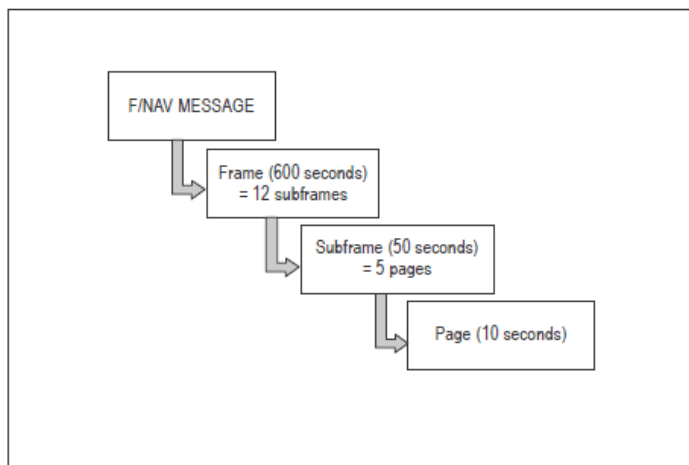 F/NAV MESSAGE
Frame (600 seconds)
= 12 subframes
Subframe (50 seconds)
= 5 pages
Page (10 seconds)